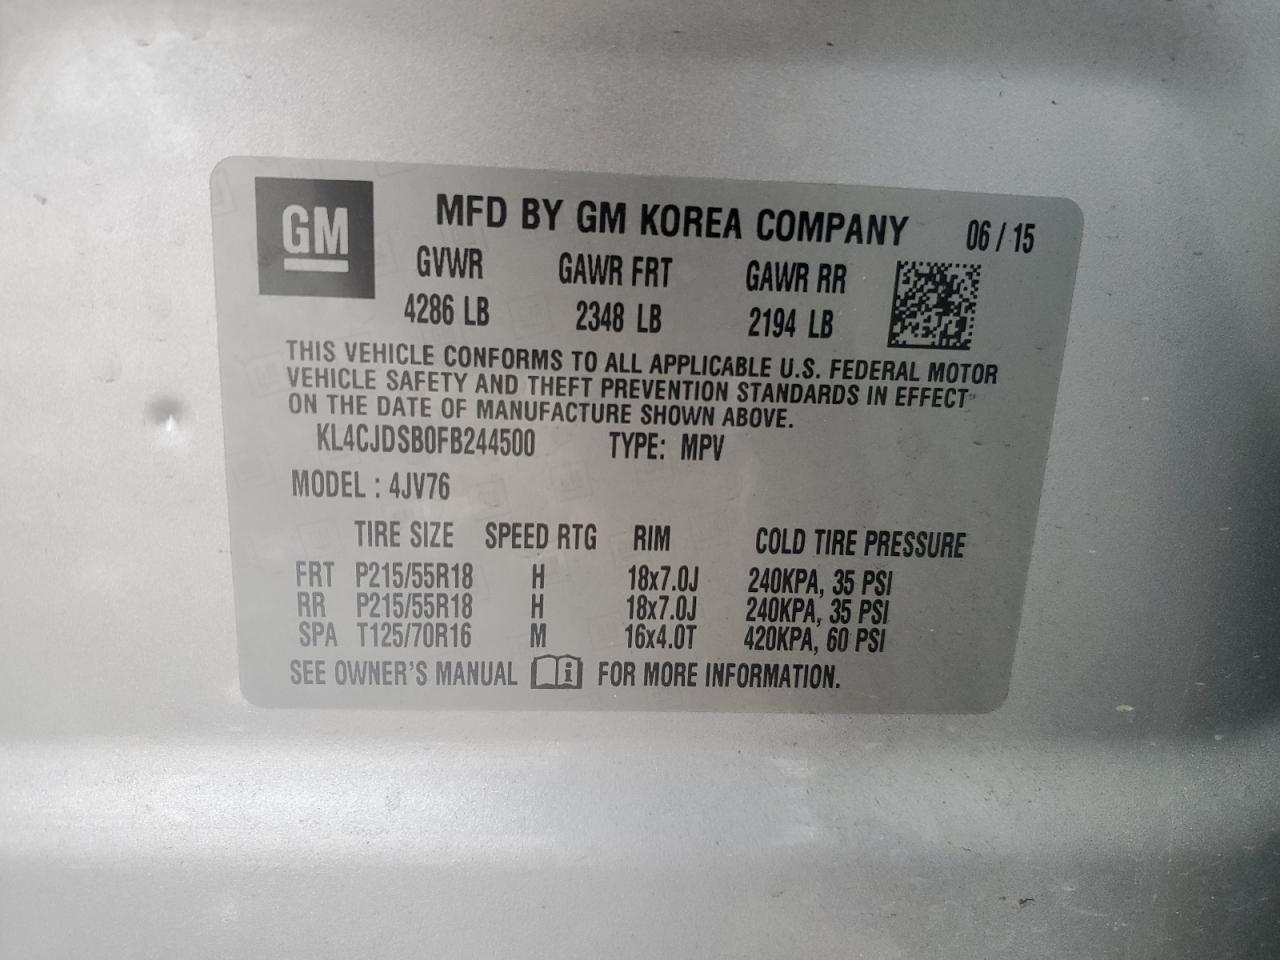 GM
MFD BY GM KOREA COMPANY 06 / 15
GVWR GAWR FRT GAWR RR
4286 LB 2348 LB 2194 LB
THIS VEHICLE CONFORMS TO ALL APPLICABLE U.S. FEDERAL MOTOR
VEHICLE SAFETY AND THEFT PREVENTION STANDARDS IN EFFECT
ON THE DATE OF MANUFACTURE SHOWN ABOVE.
KL4CJDSB0FB244500 TYPE: MPV
MODEL : 4JV76
TIRE SIZE SPEED RTG RIM COLD TIRE PRESSURE
FRT P215/55R18 H 18x7.0J 240KPA, 35 PSI
RR P215/55R18 H 18x7.0J 240KPA, 35 PSI
SPA T125/70R16 M 16x4.0T 420KPA, 60 PSI
SEE OWNER'S MANUAL FOR MORE INFORMATION.